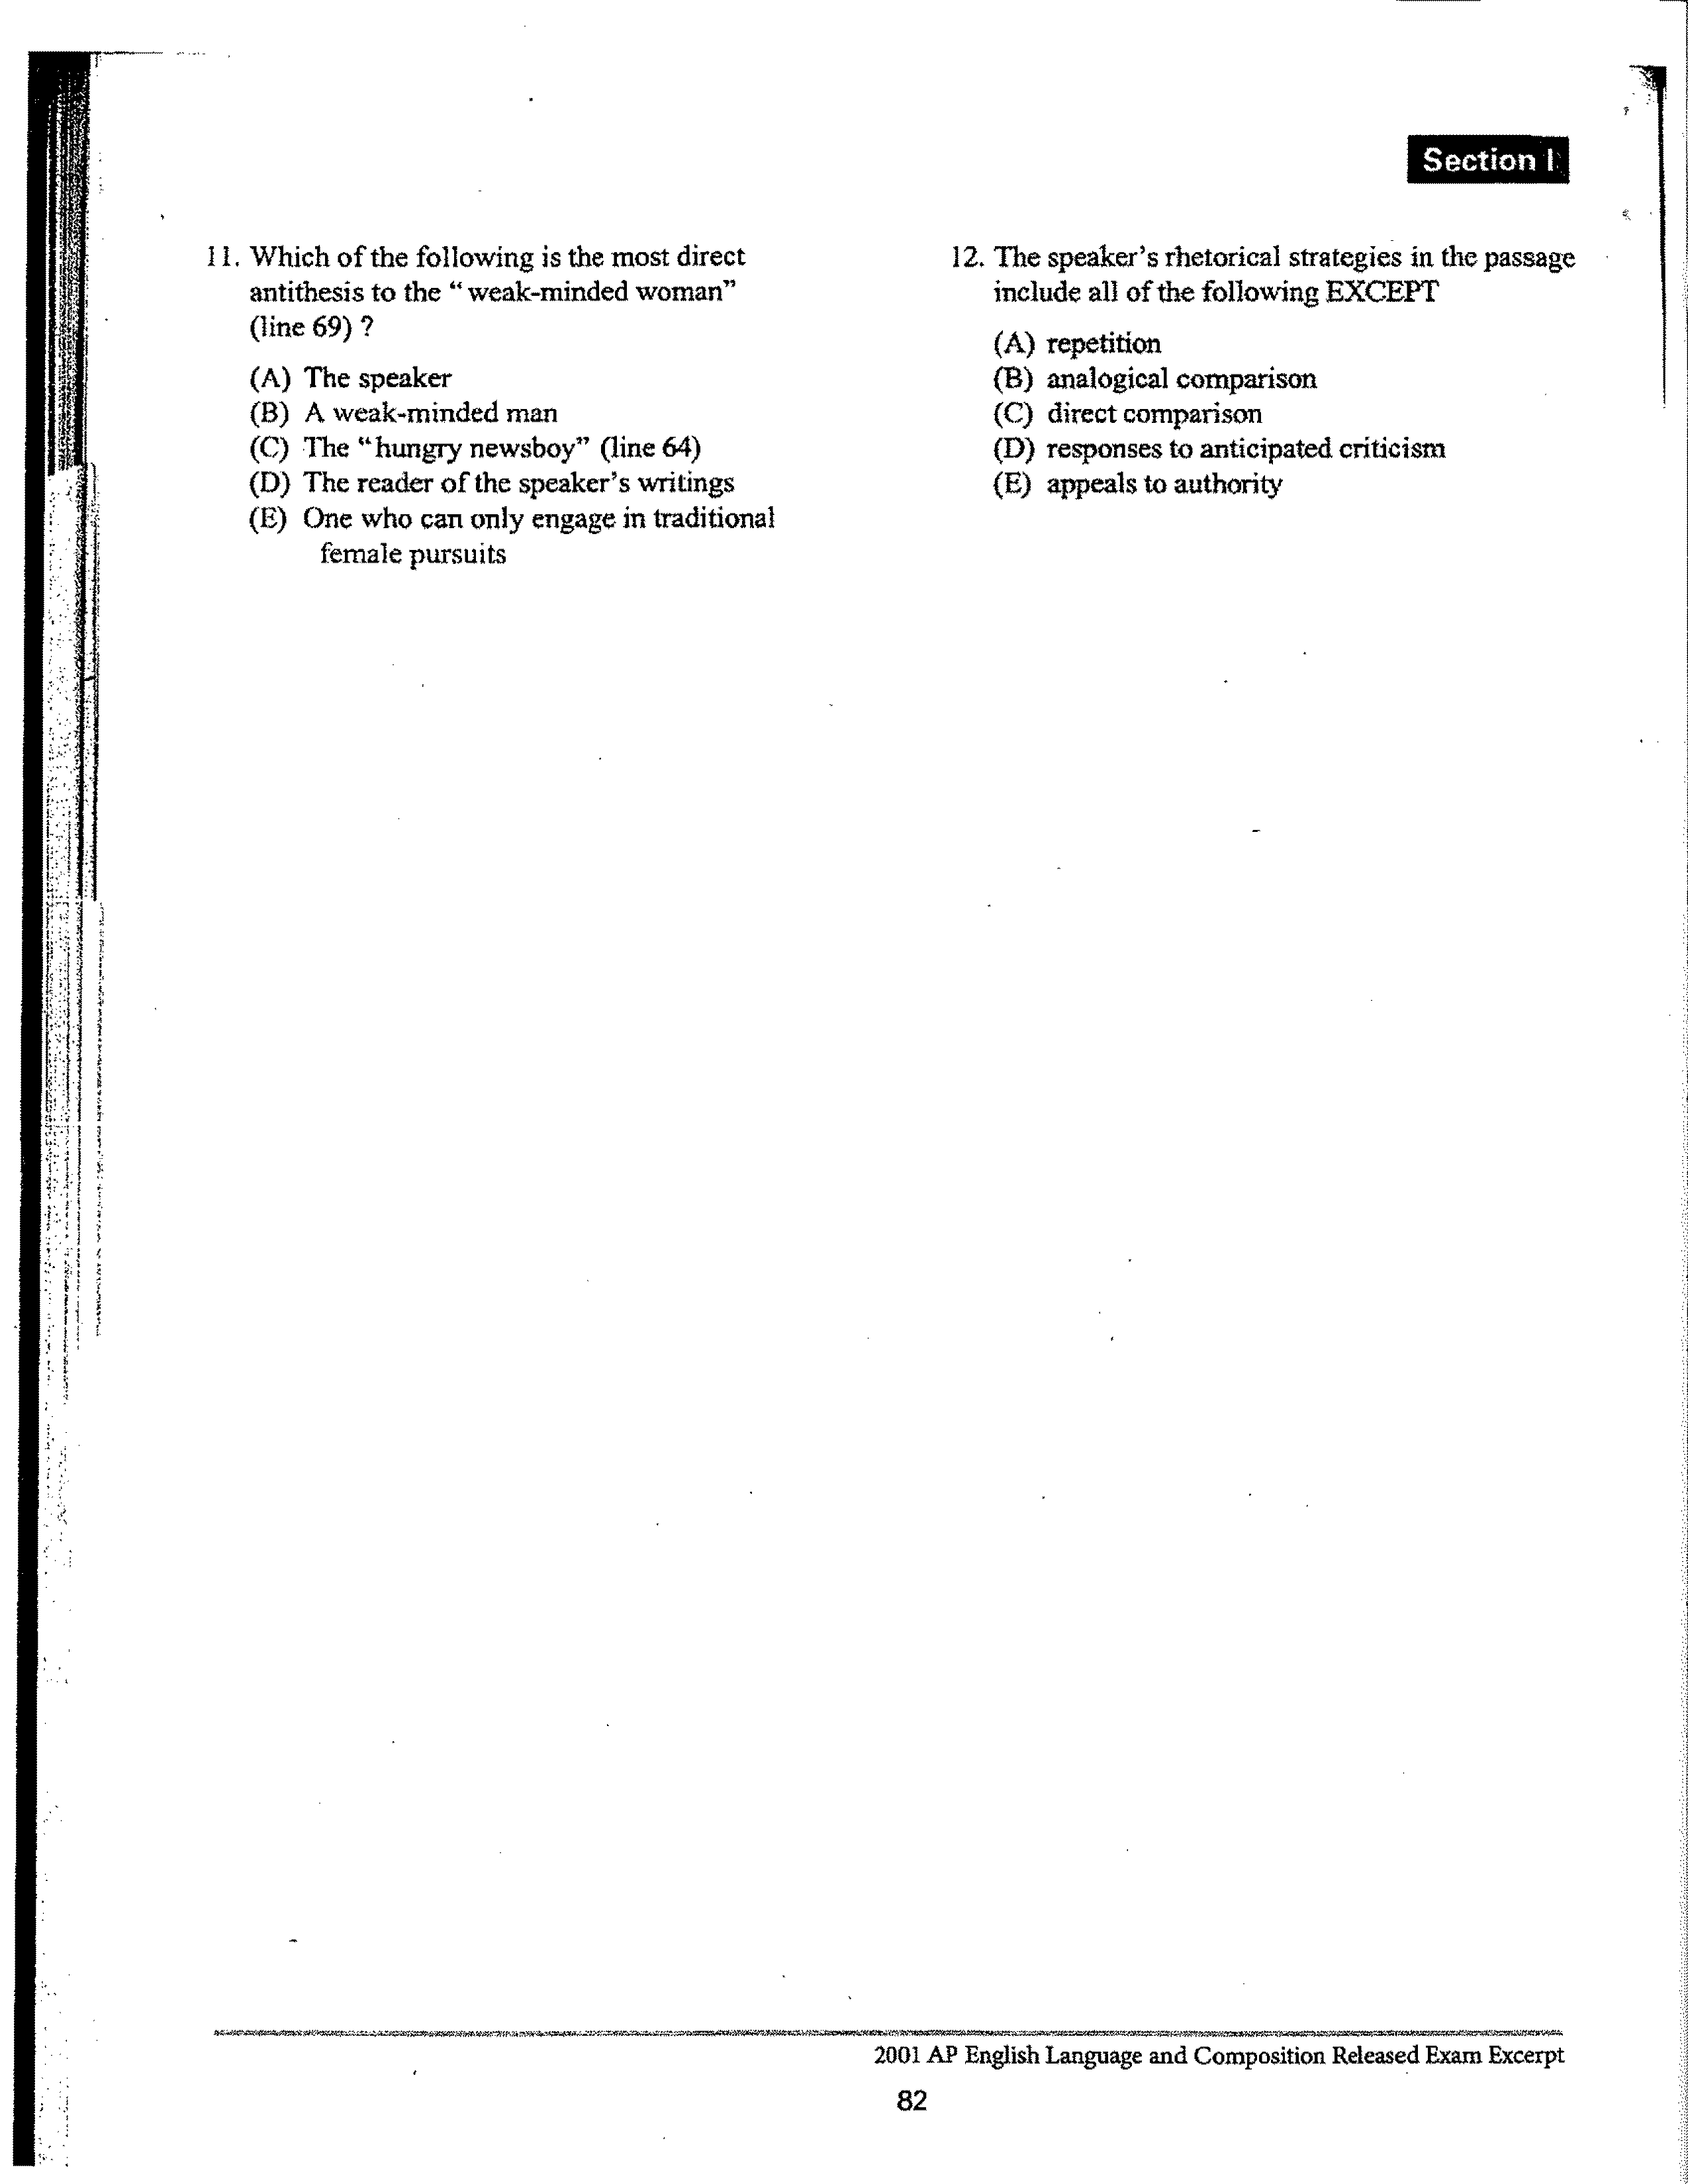 Section I
11. Which of the following is the most direct
antithesis to the “ weak-minded woman”
(line 69) ?
(A) The speaker
(B) A weak-minded man
(C) The “hungry newsboy” (line 64)
(D) The reader of the speaker’s writings
(E) One who can only engage in traditional
female pursuits
12. The speaker’s rhetorical strategies in the passage
include all of the following EXCEPT
(A) repetition
(B) analogical comparison
(C) direct comparison
(D) responses to anticipated criticism
(E) appeals to authority
2001 AP English Language and Composition Released Exam Excerpt
82